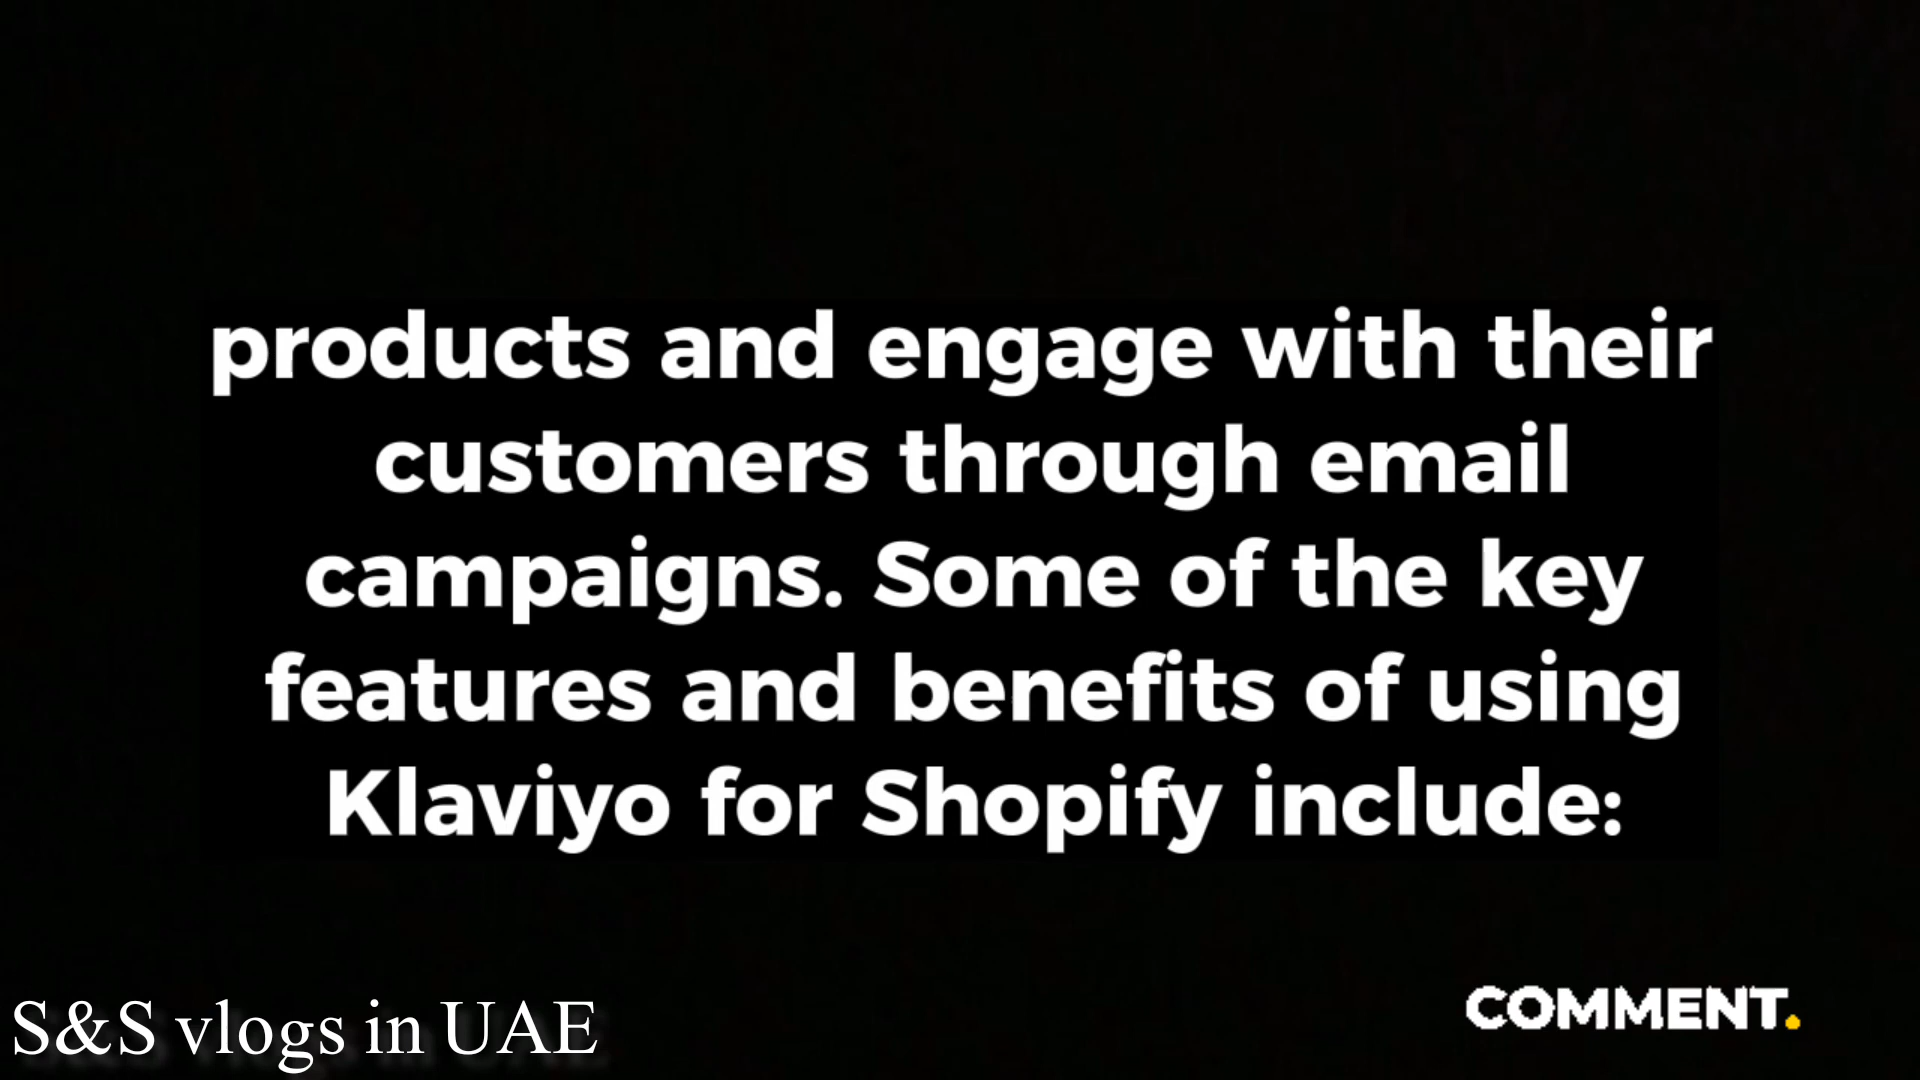 products and engage with their
customers through email
campaigns. Some of the key
features and benefits of using
Klaviyo for Shopify include:
S&S vlogs in UAE
COMMENT.